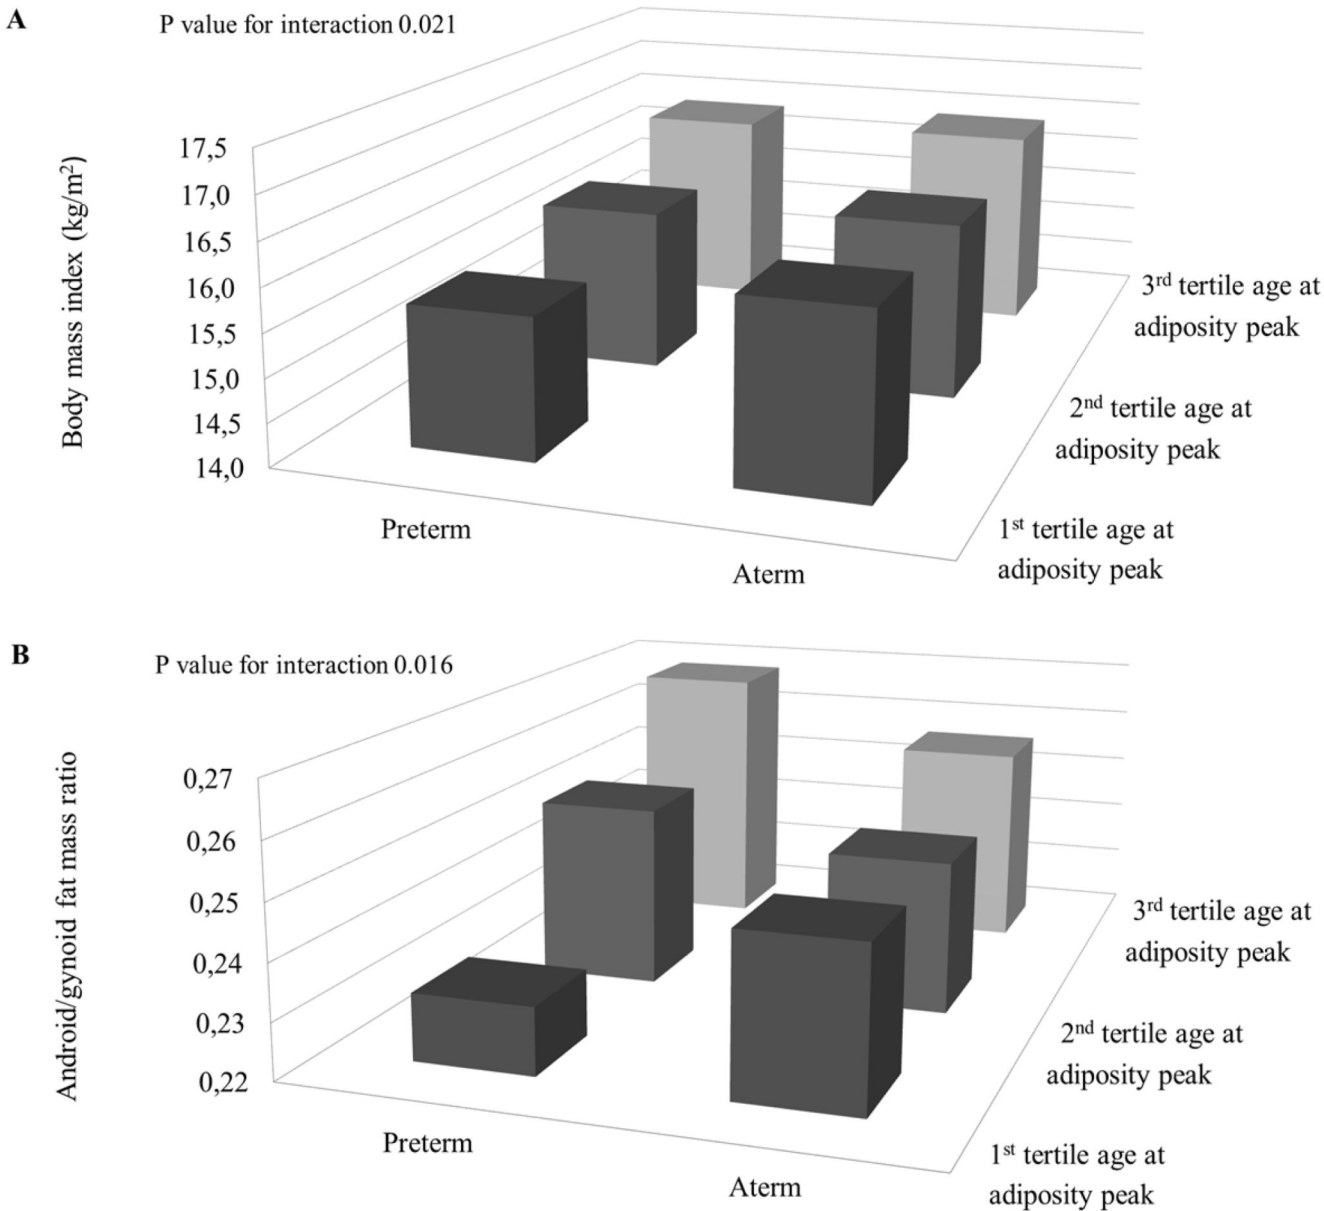 A
P value for interaction 0.021
Body mass index (kg/m²)
17,5
17,0
16,5
16,0
15,5
15,0
14,5
14,0
Preterm
Aterm
3rd tertile age at
adiposity peak
2nd tertile age at
adiposity peak
1st tertile age at
adiposity peak
B
P value for interaction 0.016
Android/gynoid fat mass ratio
0,27
0,26
0,25
0,24
0,23
0,22
Preterm
Aterm
3rd tertile age at
adiposity peak
2nd tertile age at
adiposity peak
1st tertile age at
adiposity peak